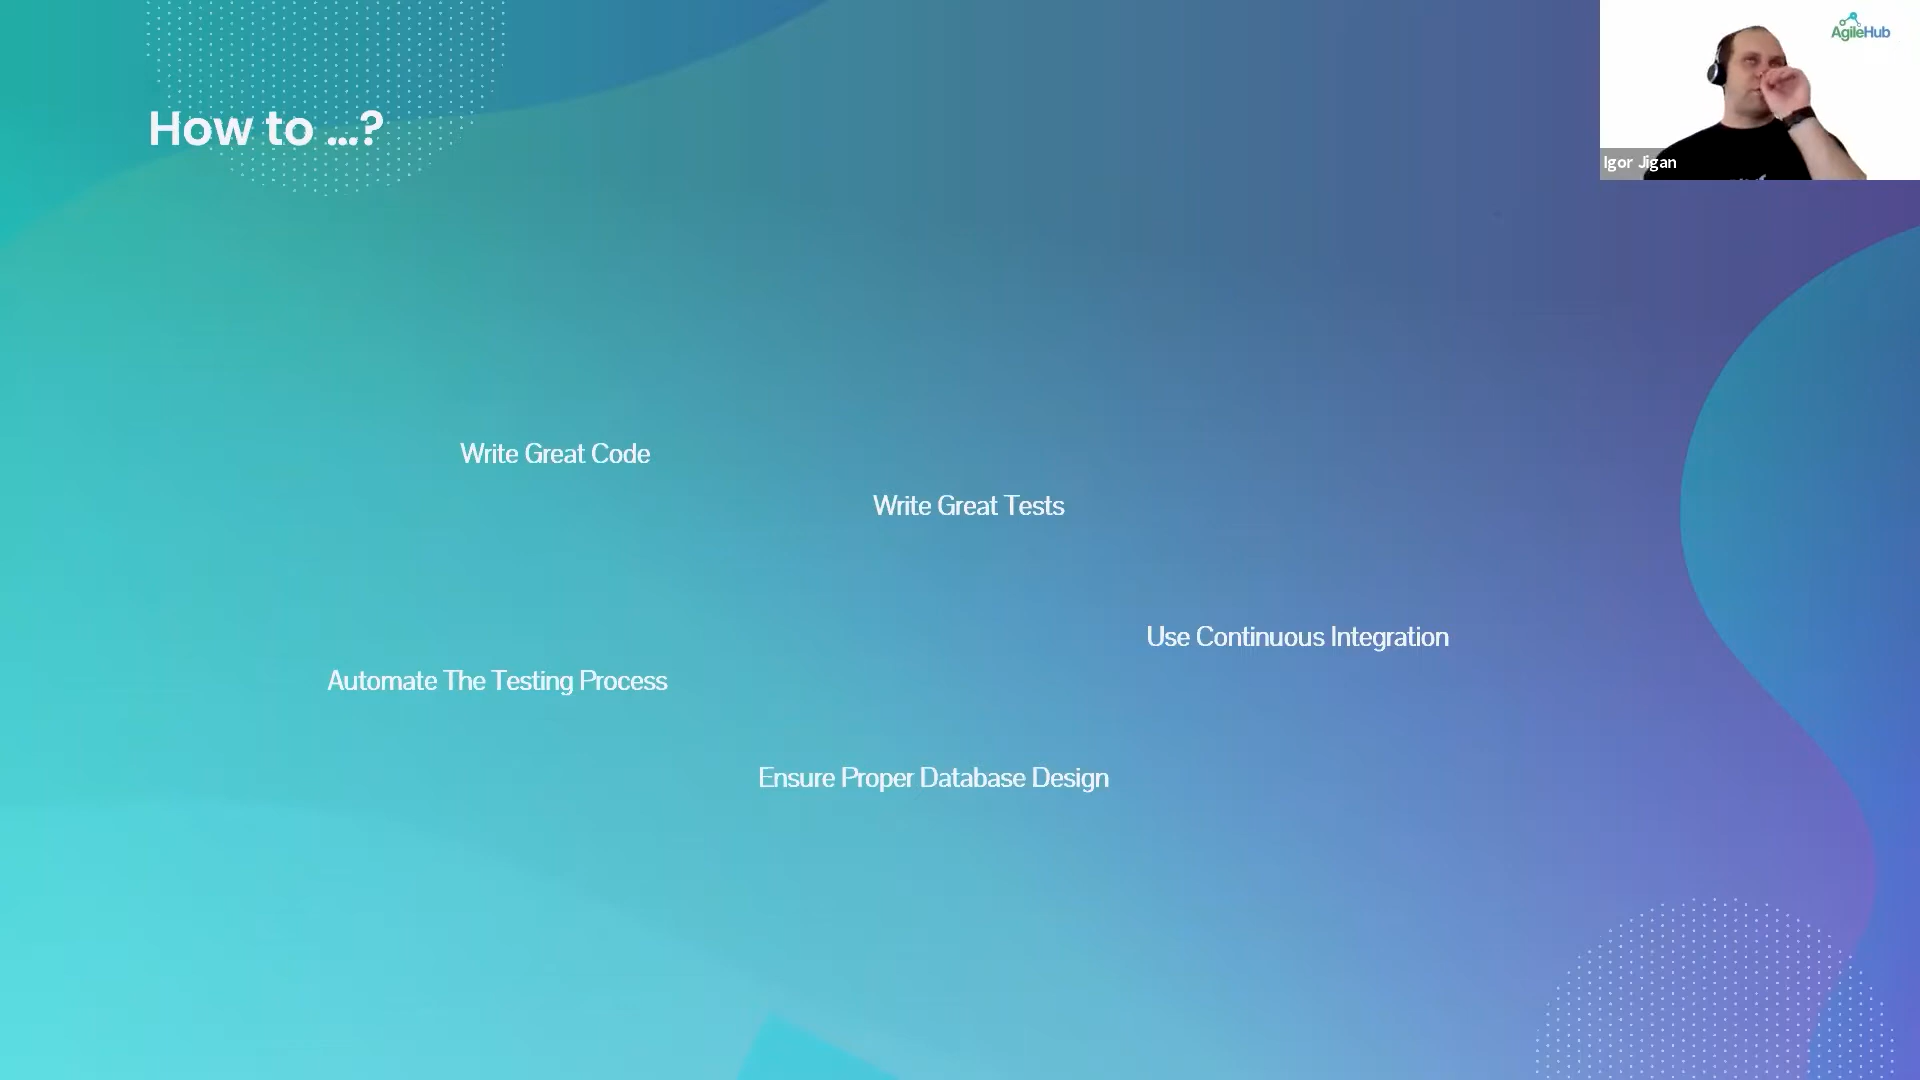 How to ...?
AgileHub
Igor Jigan
Write Great Code
Write Great Tests
Use Continuous Integration
Automate The Testing Process
Ensure Proper Database Design